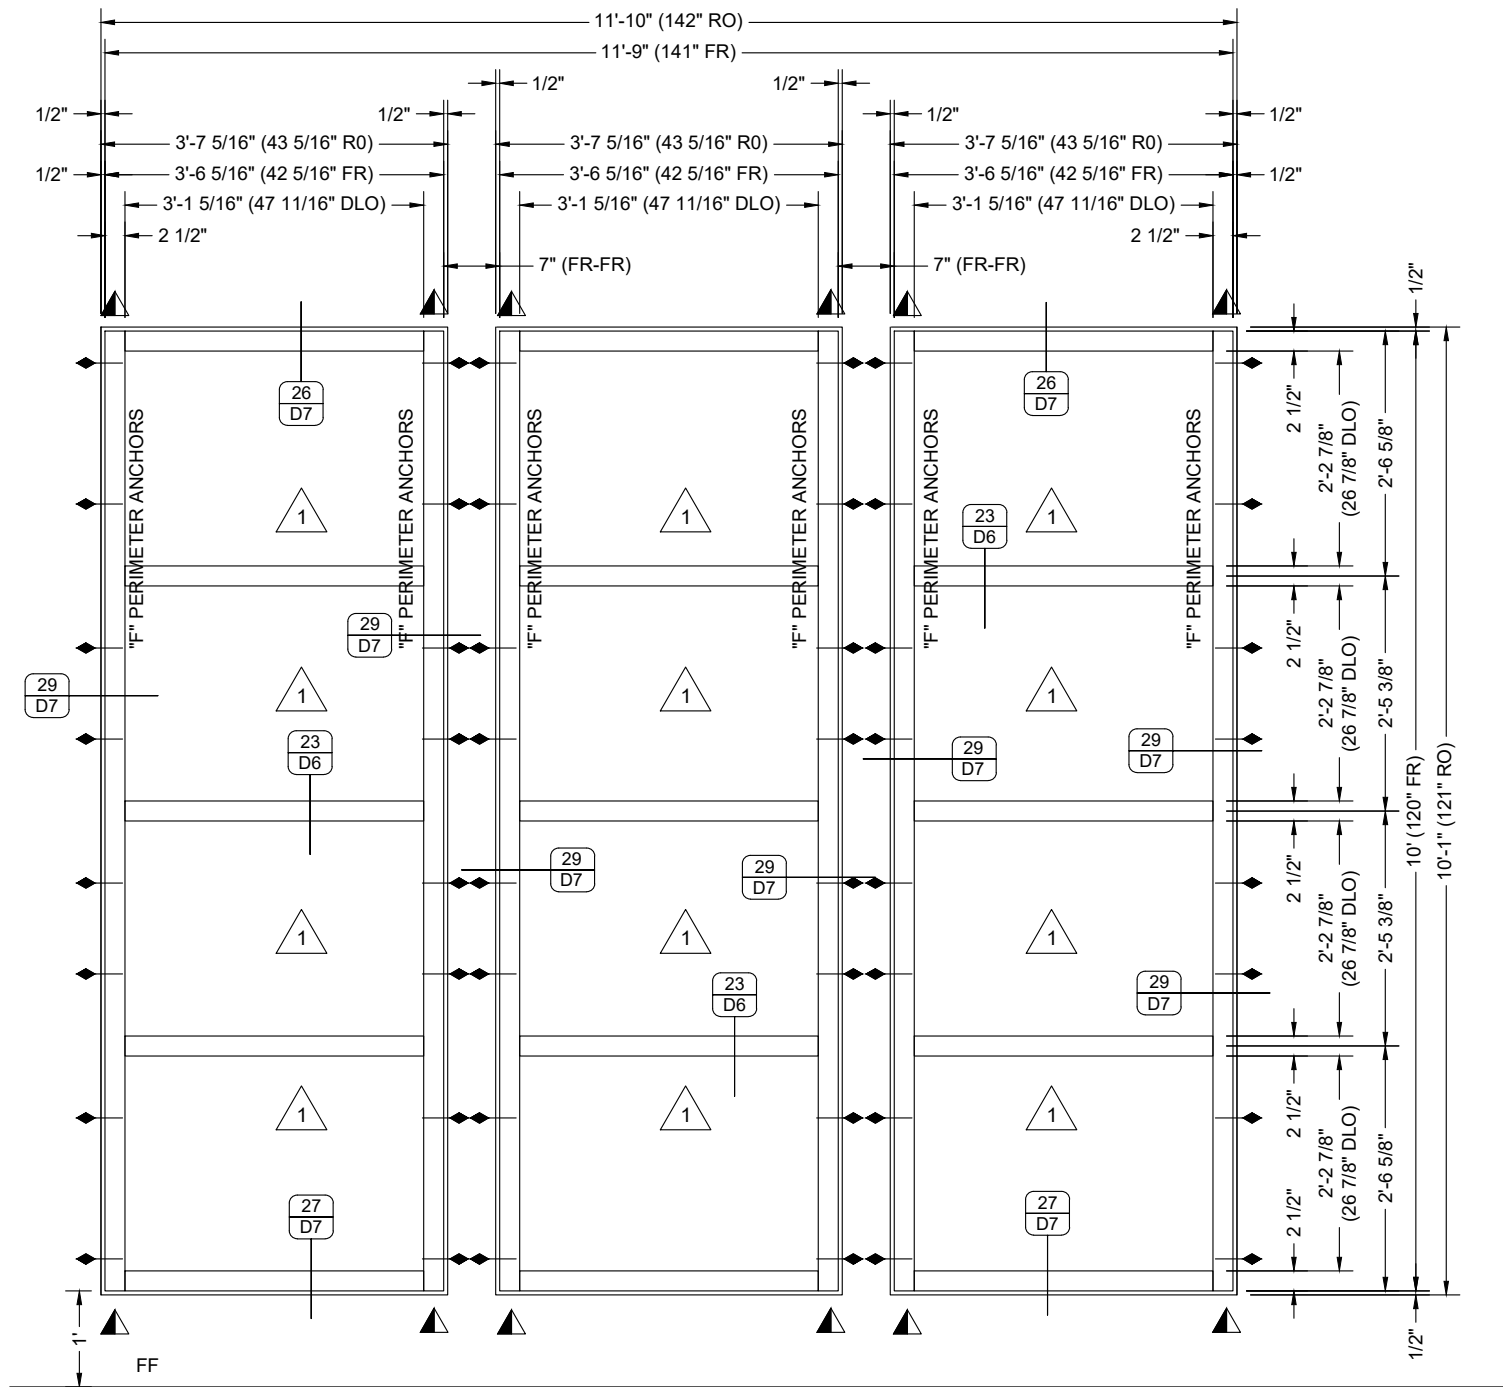 11'-10" (142" RO)
11'-9" (141" FR)
1/2" 1/2"
1/2" 1/2" 1/2" 1/2"
3'-7 5/16" (43 5/16" R0) 3'-7 5/16" (43 5/16" R0) 3'-7 5/16" (43 5/16" R0)
1/2" 3'-6 5/16" (42 5/16" FR) 3'-6 5/16" (42 5/16" FR) 3'-6 5/16" (42 5/16" FR) 1/2"
3'-1 5/16" (47 11/16" DLO) 3'-1 5/16" (47 11/16" DLO) 3'-1 5/16" (47 11/16" DLO)
2 1/2" 2 1/2"
7" (FR-FR) 7" (FR-FR)
1/2"
26
D7
26
D7
"F" PERIMETER ANCHORS
"F" PERIMETER ANCHORS
"F" PERIMETER ANCHORS
"F" PERIMETER ANCHORS
"F" PERIMETER ANCHORS
"F" PERIMETER ANCHORS
2 1/2"
2'-2 7/8"
(26 7/8" DLO)
2'-6 5/8"
1 1 1
23
D6
29
D7
2 1/2"
2'-2 7/8"
(26 7/8" DLO)
2'-5 3/8"
29
D7
1 1 1
23
D6
29
D7
29
D7
10' (120" FR)
10'-1" (121" RO)
29
D7
29
D7
2 1/2"
2'-2 7/8"
(26 7/8" DLO)
2'-5 3/8"
1 1 1
23
D6
29
D7
1 1 1
2 1/2"
2'-2 7/8"
(26 7/8" DLO)
2'-6 5/8"
27
D7
27
D7
2 1/2"
1'
1/2"
FF